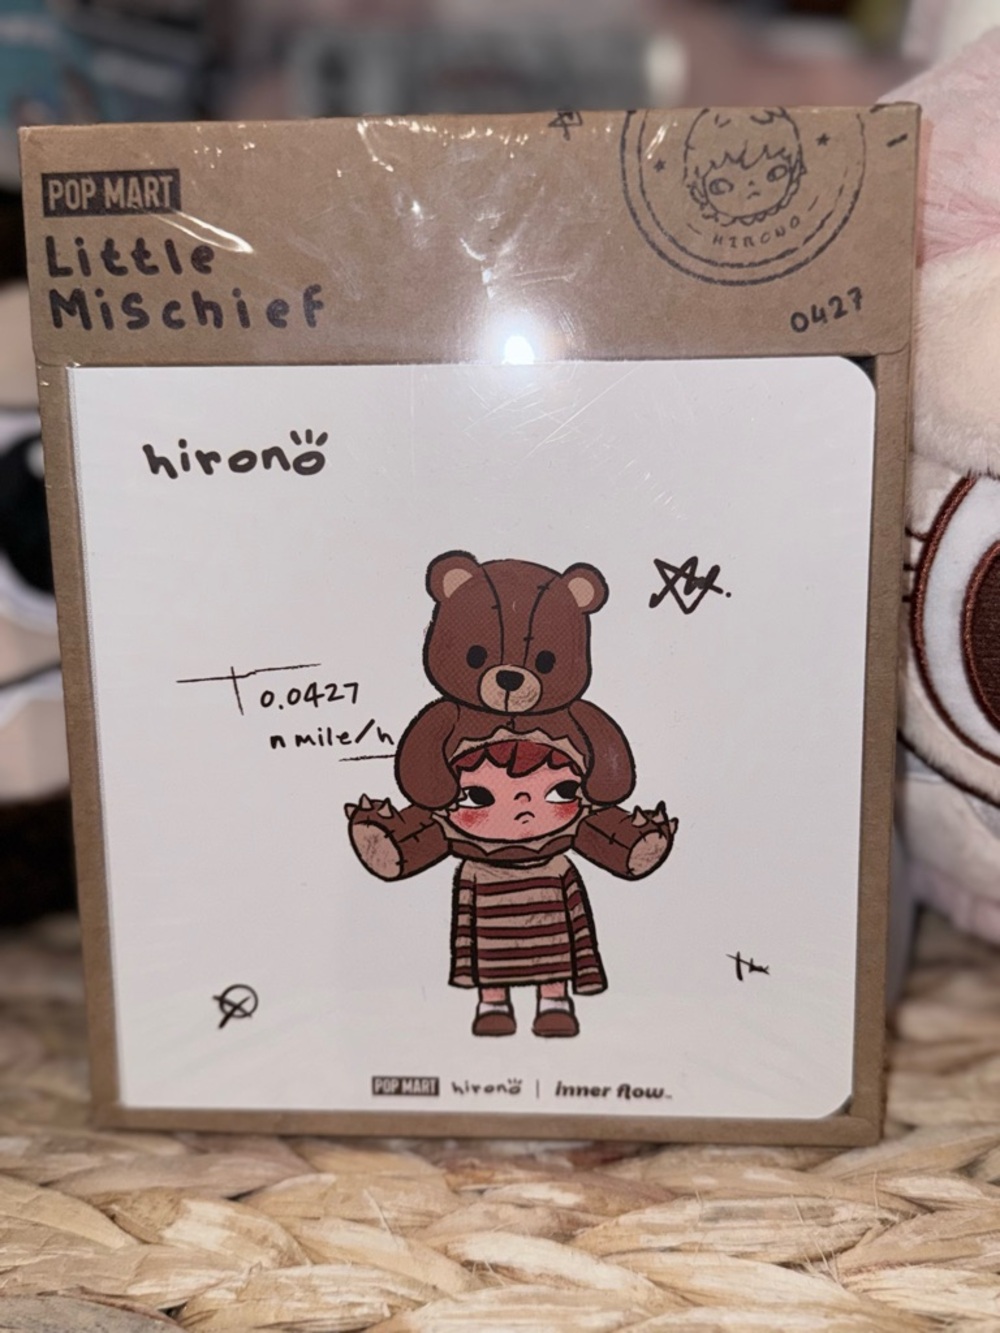 POP MART
Little
Mischief
HIRONO
0427
hirono
0.0427
n mile/h
POP MART hirono | inner flow